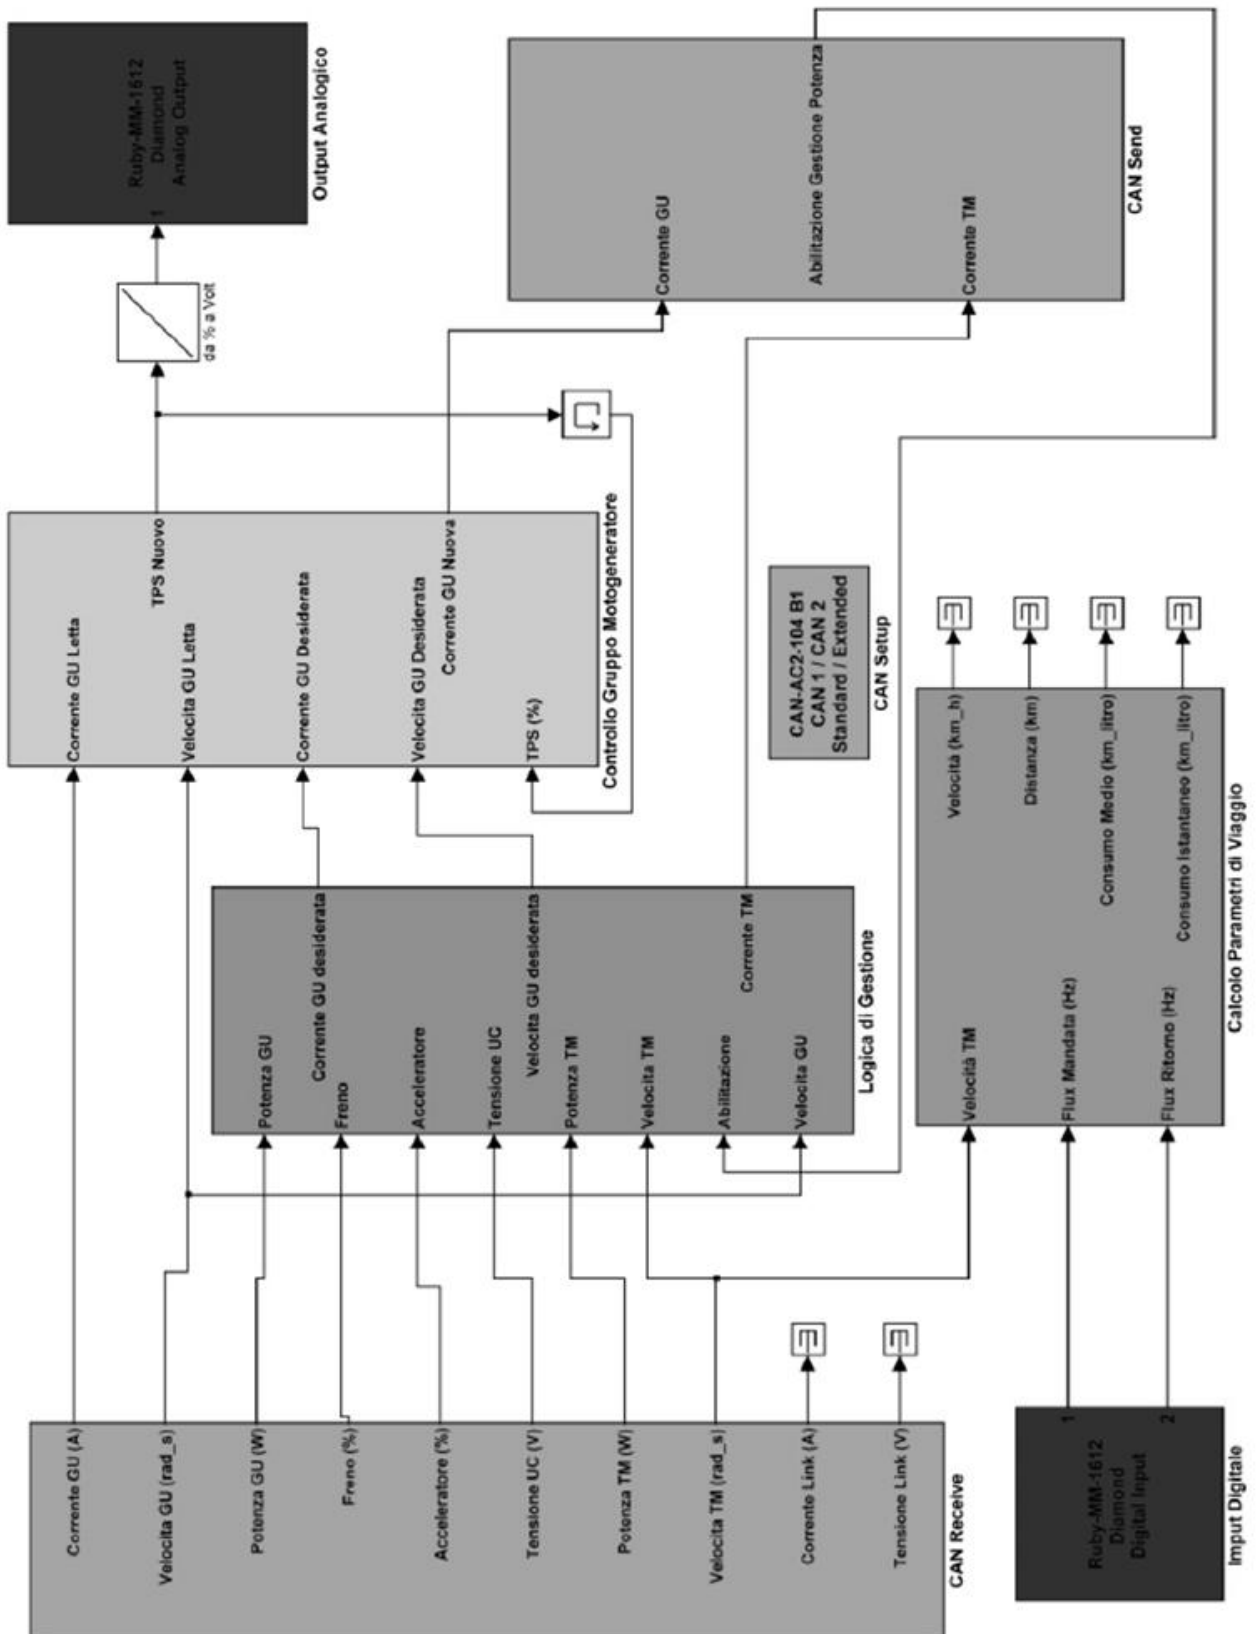 Corrente GU (A)
Velocita GU (rad_s)
Potenza GU (W)
Freno (%)
Acceleratore (%)
Tensione UC (V)
Potenza TM (W)
Velocita TM (rad_s)
Corrente Link (A)
Tensione Link (V)
CAN Receive
Ruby-MM-1612
Diamond
Digital Input
1
2
Imput Digitale
Potenza GU
Freno
Acceleratore
Tensione UC
Potenza TM
Velocita TM
Abilitazione
Velocita GU
Corrente GU desiderata
Velocita GU desiderata
Corrente TM
Logica di Gestione
Velocità TM
Flux Mandata (Hz)
Flux Ritorno (Hz)
Velocità (km_h)
Distanza (km)
Consumo Medio (km_litro)
Consumo Istantaneo (km_litro)
Calcolo Parametri di Viaggio
Corrente GU Letta
Velocita GU Letta
Corrente GU Desiderata
Velocita GU Desiderata
TPS (%)
TPS Nuovo
Corrente GU Nuova
Controllo Gruppo Motogeneratore
CAN-AC2-104 B1
CAN 1 / CAN 2
Standard / Extended
CAN Setup
da % a Volt
1
Ruby-MM-1612
Diamond
Analog Output
Output Analogico
Corrente GU
Abilitazione Gestione Potenza
Corrente TM
CAN Send